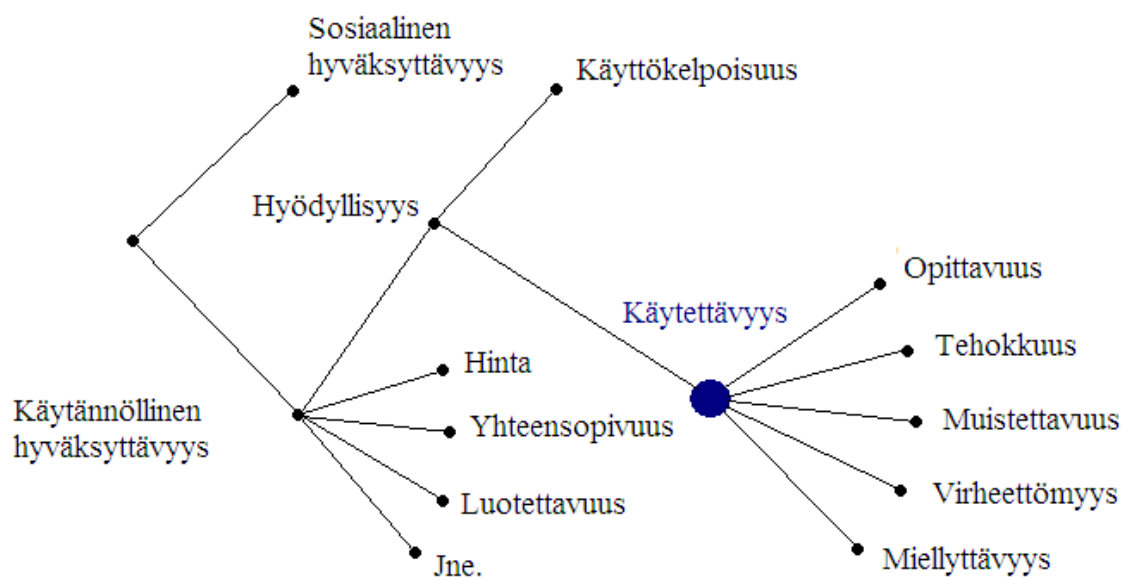 Sosiaalinen
hyväksyttävyys
Käyttökelpoisuus
Hyödyllisyys
Opittavuus
Käytettävyys
Tehokkuus
Hinta
Käytännöllinen
hyväksyttävyys
Yhteensopivuus
Muistettavuus
Luotettavuus
Virheettömyys
Jne.
Miellyttävyys